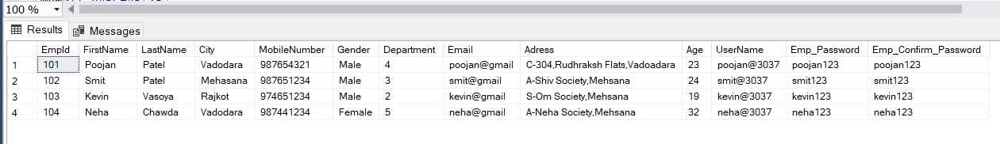 100 %
Results Messages
EmpId FirstName LastName City MobileNumber Gender Department Email Adress Age UserName Emp_Password Emp_Confirm_Password
1 101 Poojan Patel Vadodara 987654321 Male 4 poojan@gmail C-304,Rudhraksh Flats,Vadoadara 23 poojan@3037 poojan123 poojan123
2 102 Smit Patel Mehasana 987651234 Male 3 smit@gmail A-Shiv Society,Mehsana 24 smit@3037 smit123 smit123
3 103 Kevin Vasoya Rajkot 974651234 Male 2 kevin@gmail S-Om Society,Mehsana 19 kevin@3037 kevin123 kevin123
4 104 Neha Chawda Vadodara 987441234 Female 5 neha@gmail A-Neha Society,Mehsana 32 neha@3037 neha123 neha123